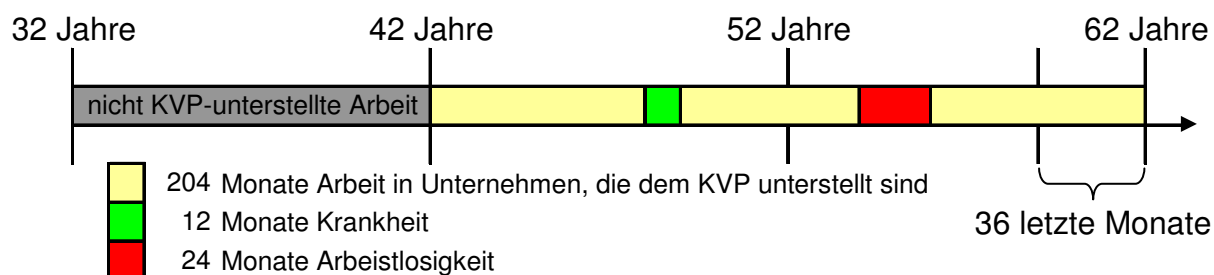 32 Jahre 42 Jahre 52 Jahre 62 Jahre
nicht KVP-unterstellte Arbeit
204 Monate Arbeit in Unternehmen, die dem KVP unterstellt sind
12 Monate Krankheit
36 letzte Monate
24 Monate Arbeistlosigkeit